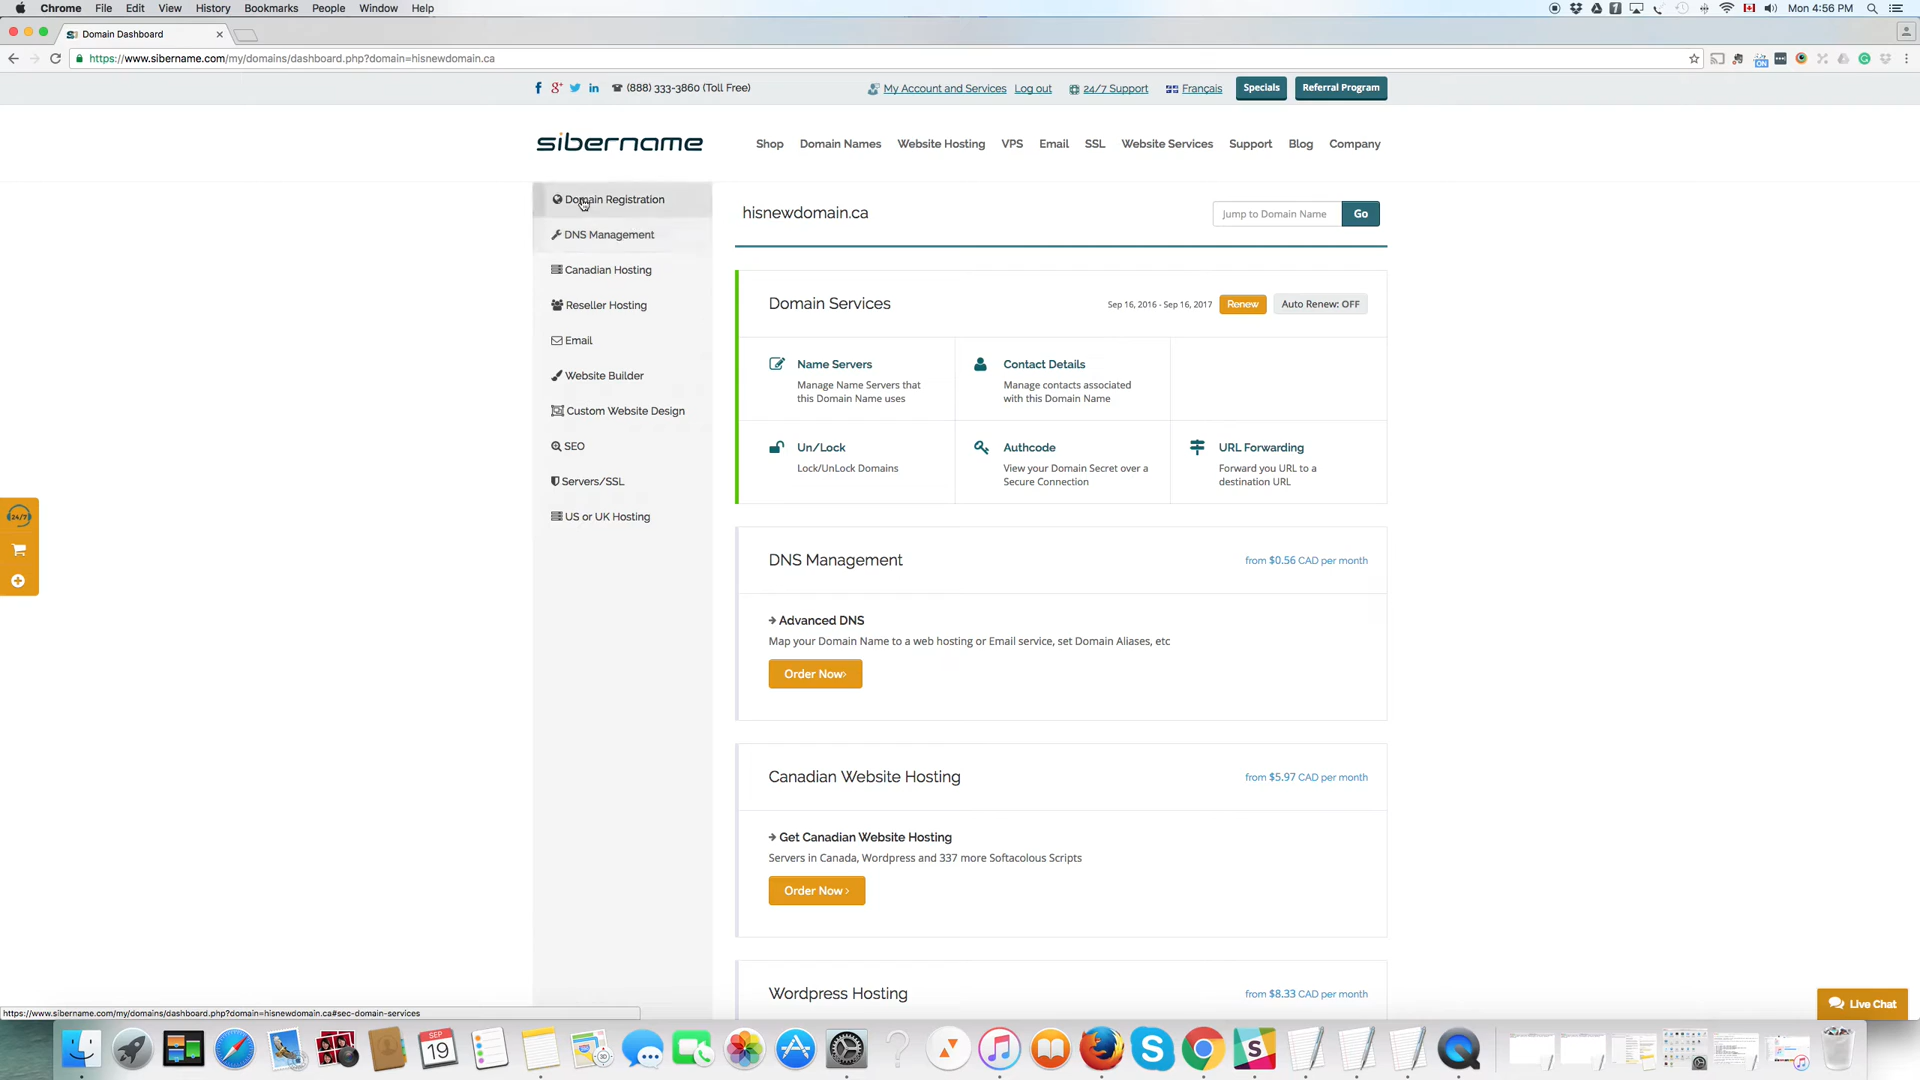 Chrome File Edit View History Bookmarks People Window Help
Mon 4:56 PM
Domain Dashboard
https://www.sibername.com/my/domains/dashboard.php?domain=hisnewdomain.ca
(888) 333-3860 (Toll Free)
My Account and Services Log out 24/7 Support Français Specials Referral Program
sibername
Shop Domain Names Website Hosting VPS Email SSL Website Services Support Blog Company
Domain Registration
DNS Management
Canadian Hosting
Reseller Hosting
Email
Website Builder
Custom Website Design
SEO
Servers/SSL
US or UK Hosting
24/7
hisnewdomain.ca
Jump to Domain Name Go
Domain Services
Sep 16, 2016 - Sep 16, 2017 Renew Auto Renew: OFF
Name Servers
Manage Name Servers that
this Domain Name uses
Contact Details
Manage contacts associated
with this Domain Name
Un/Lock
Lock/UnLock Domains
Authcode
View your Domain Secret over a
Secure Connection
URL Forwarding
Forward you URL to a
destination URL
DNS Management
from $0.56 CAD per month
Advanced DNS
Map your Domain Name to a web hosting or Email service, set Domain Aliases, etc
Order Now
Canadian Website Hosting
from $5.97 CAD per month
Get Canadian Website Hosting
Servers in Canada, Wordpress and 337 more Softacolous Scripts
Order Now
Wordpress Hosting
from $8.33 CAD per month
Live Chat
https://www.sibername.com/my/domains/dashboard.php?domain=hisnewdomain.ca#sec-domain-services
SEP
19